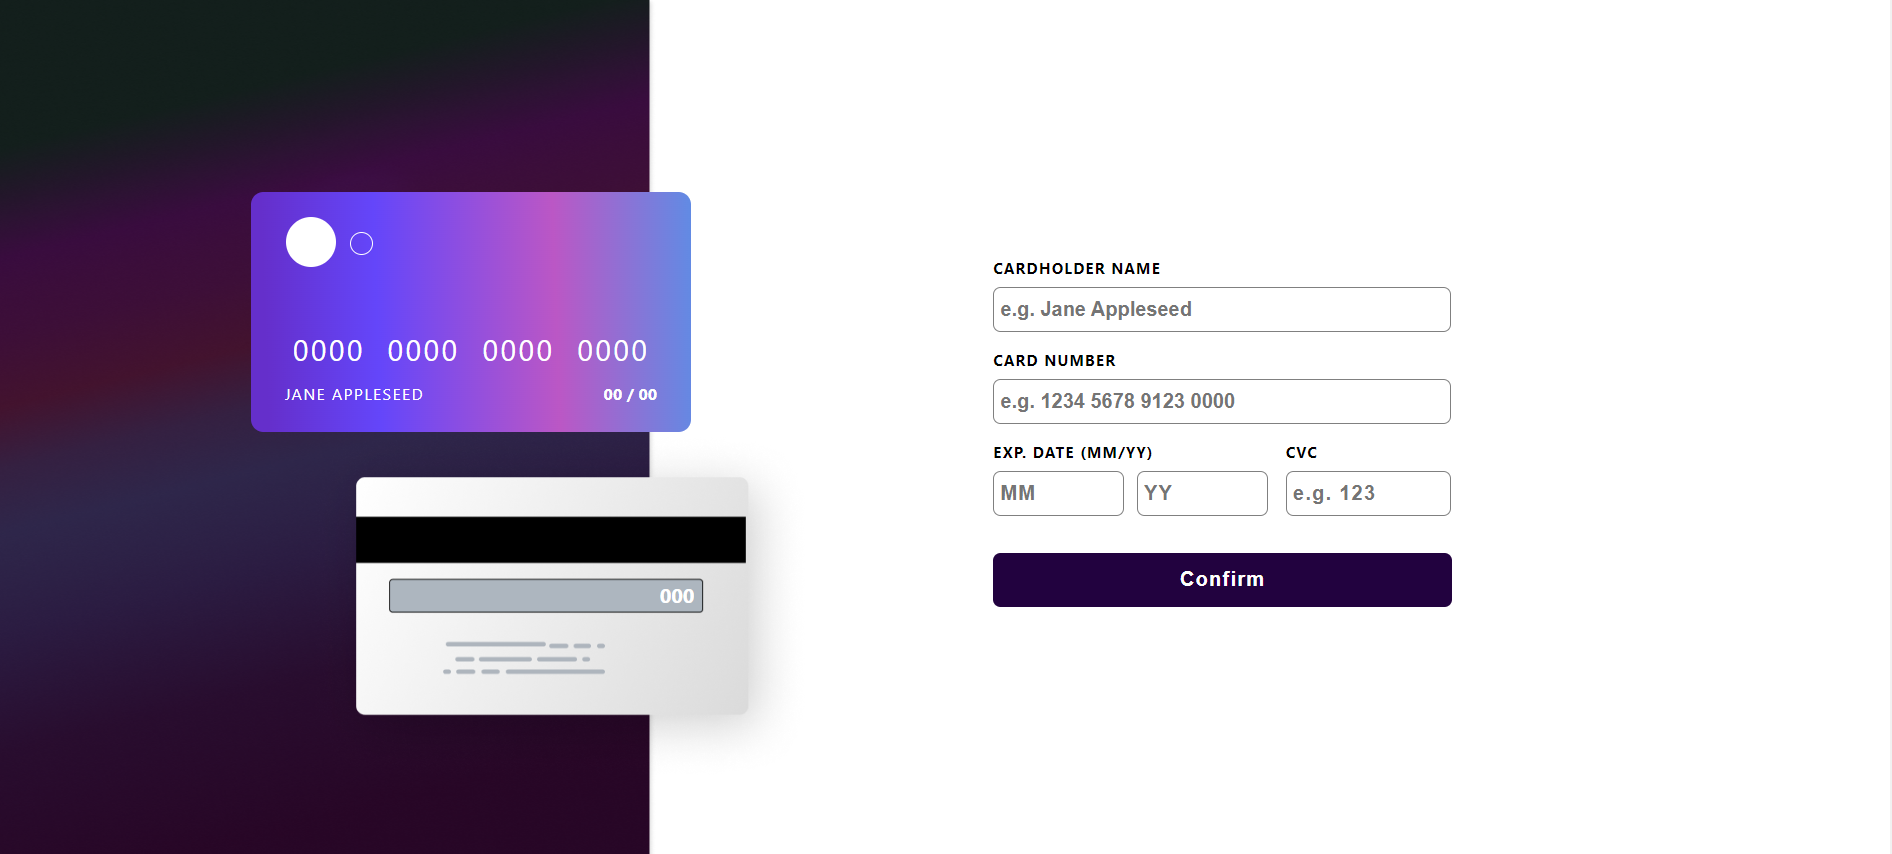 0000 0000 0000 0000
JANE APPLESEED 00 / 00
000
CARDHOLDER NAME
e.g. Jane Appleseed
CARD NUMBER
e.g. 1234 5678 9123 0000
EXP. DATE (MM/YY) CVC
MM YY e.g. 123
Confirm